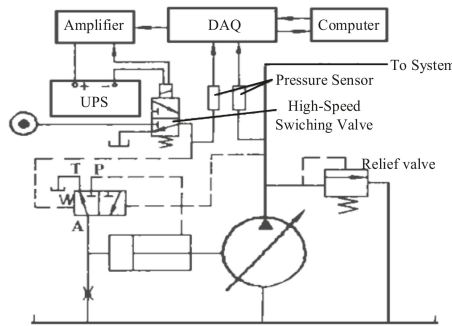 Amplifier
DAQ
Computer
To System
+ −
UPS
Pressure Sensor
High-Speed
Swiching Valve
Relief valve
T P
W
A